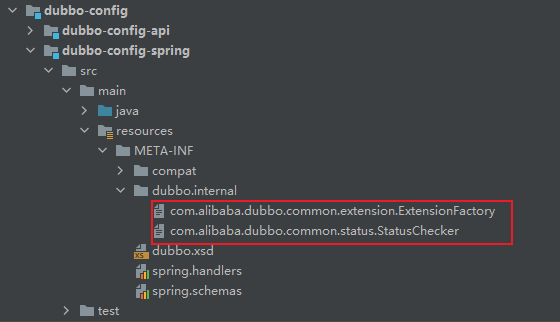 dubbo-config
dubbo-config-api
dubbo-config-spring
src
main
java
resources
META-INF
compat
dubbo.internal
com.alibaba.dubbo.common.extension.ExtensionFactory
com.alibaba.dubbo.common.status.StatusChecker
dubbo.xsd
spring.handlers
spring.schemas
test